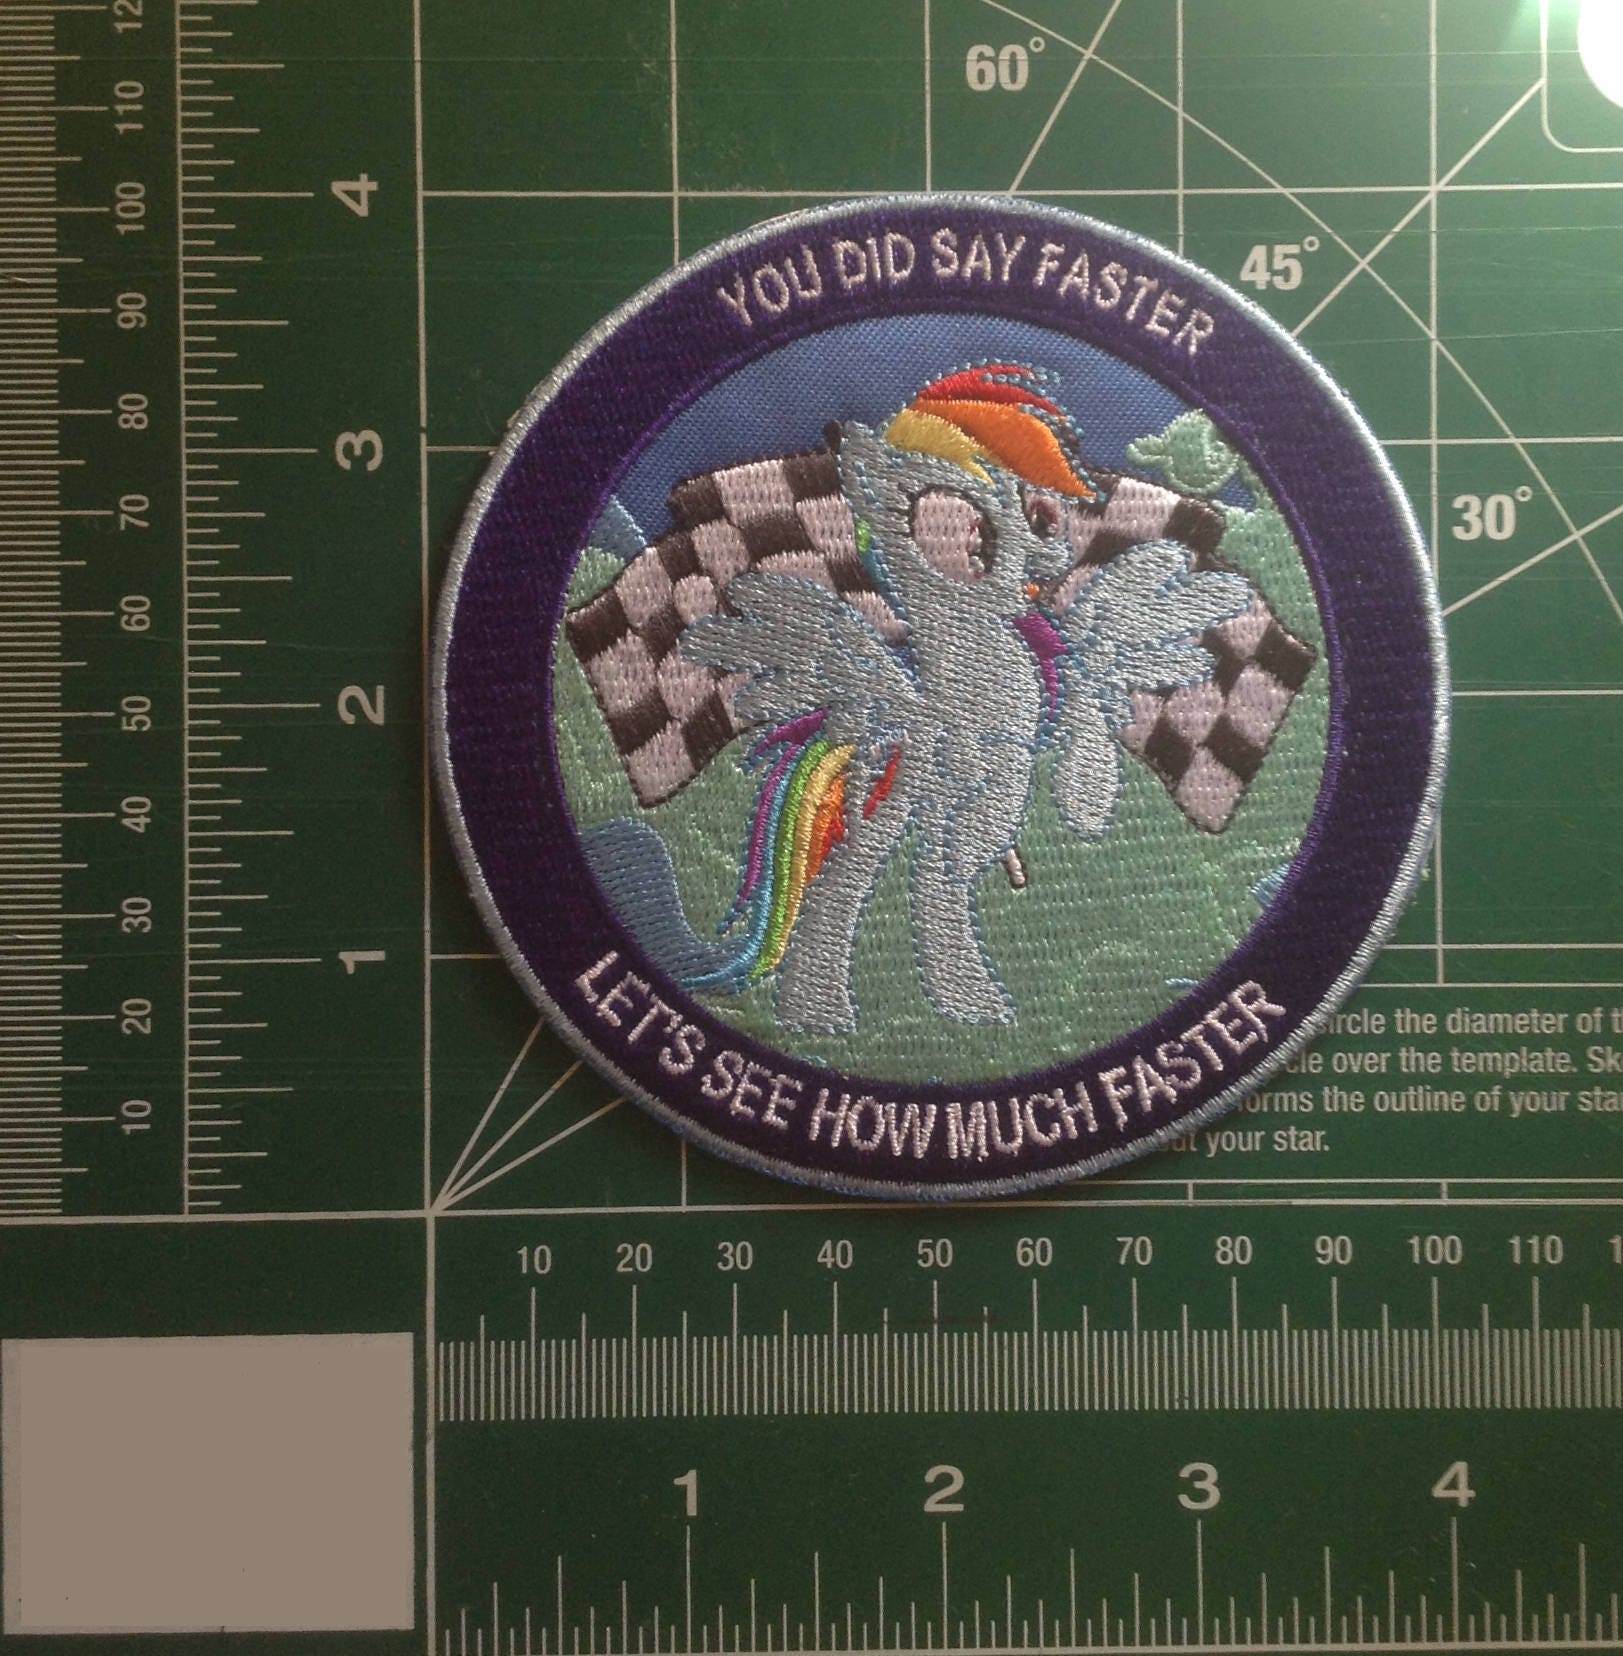 YOU DID SAY FASTER
LET'S SEE HOW MUCH FASTER
60°
45°
30°
4
3
2
1
110
100
90
80
70
60
50
40
30
20
10
the diameter of
over the template.
the outline of your
your star.
10 20 30 40 50 60 70 80 90 100 110
1 2 3 4